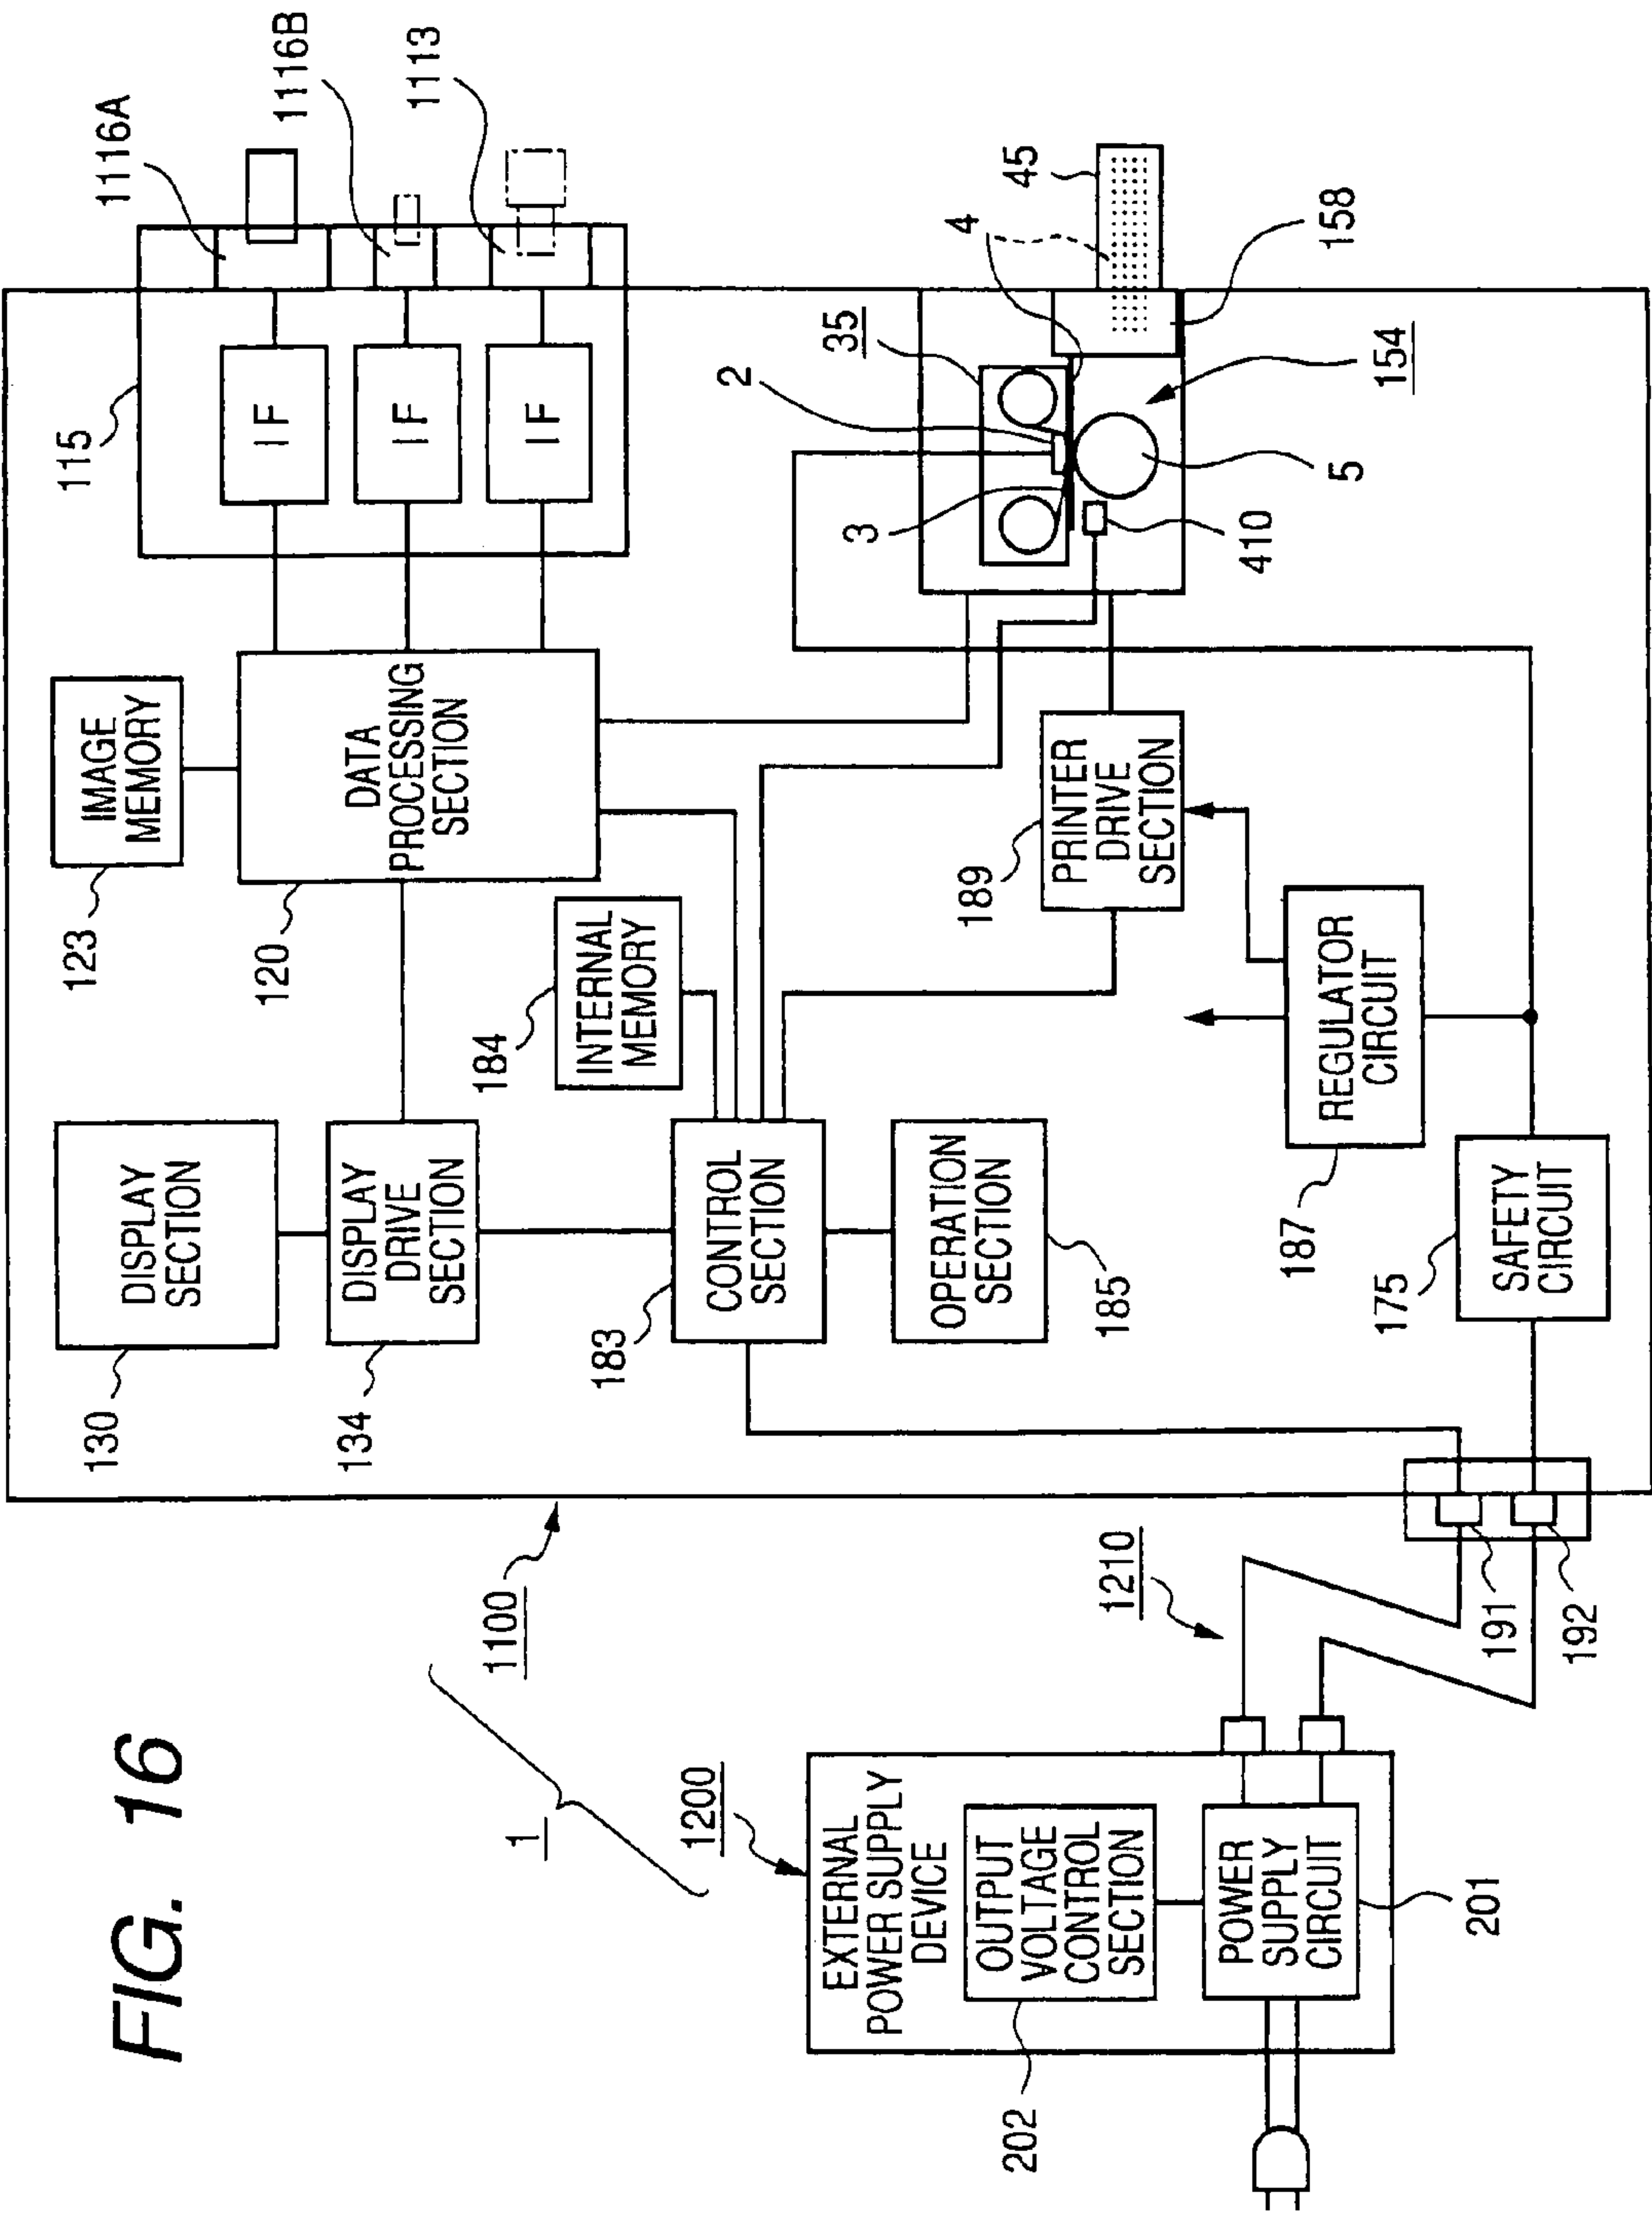 FIG. 16
1
1100
1200
1210
EXTERNAL
POWER SUPPLY
DEVICE
OUTPUT
VOLTAGE
CONTROL
SECTION
202
POWER
SUPPLY
CIRCUIT
201
191
192
DISPLAY
SECTION
130
DISPLAY
DRIVE
SECTION
134
CONTROL
SECTION
183
OPERATION
SECTION
185
INTERNAL
MEMORY
184
IMAGE
MEMORY
123
DATA
PROCESSING
SECTION
120
115
IF
IF
IF
1116A
1116B
1113
PRINTER
DRIVE
SECTION
189
REGULATOR
CIRCUIT
187
SAFETY
CIRCUIT
175
2
35
3
4
45
158
154
5
410